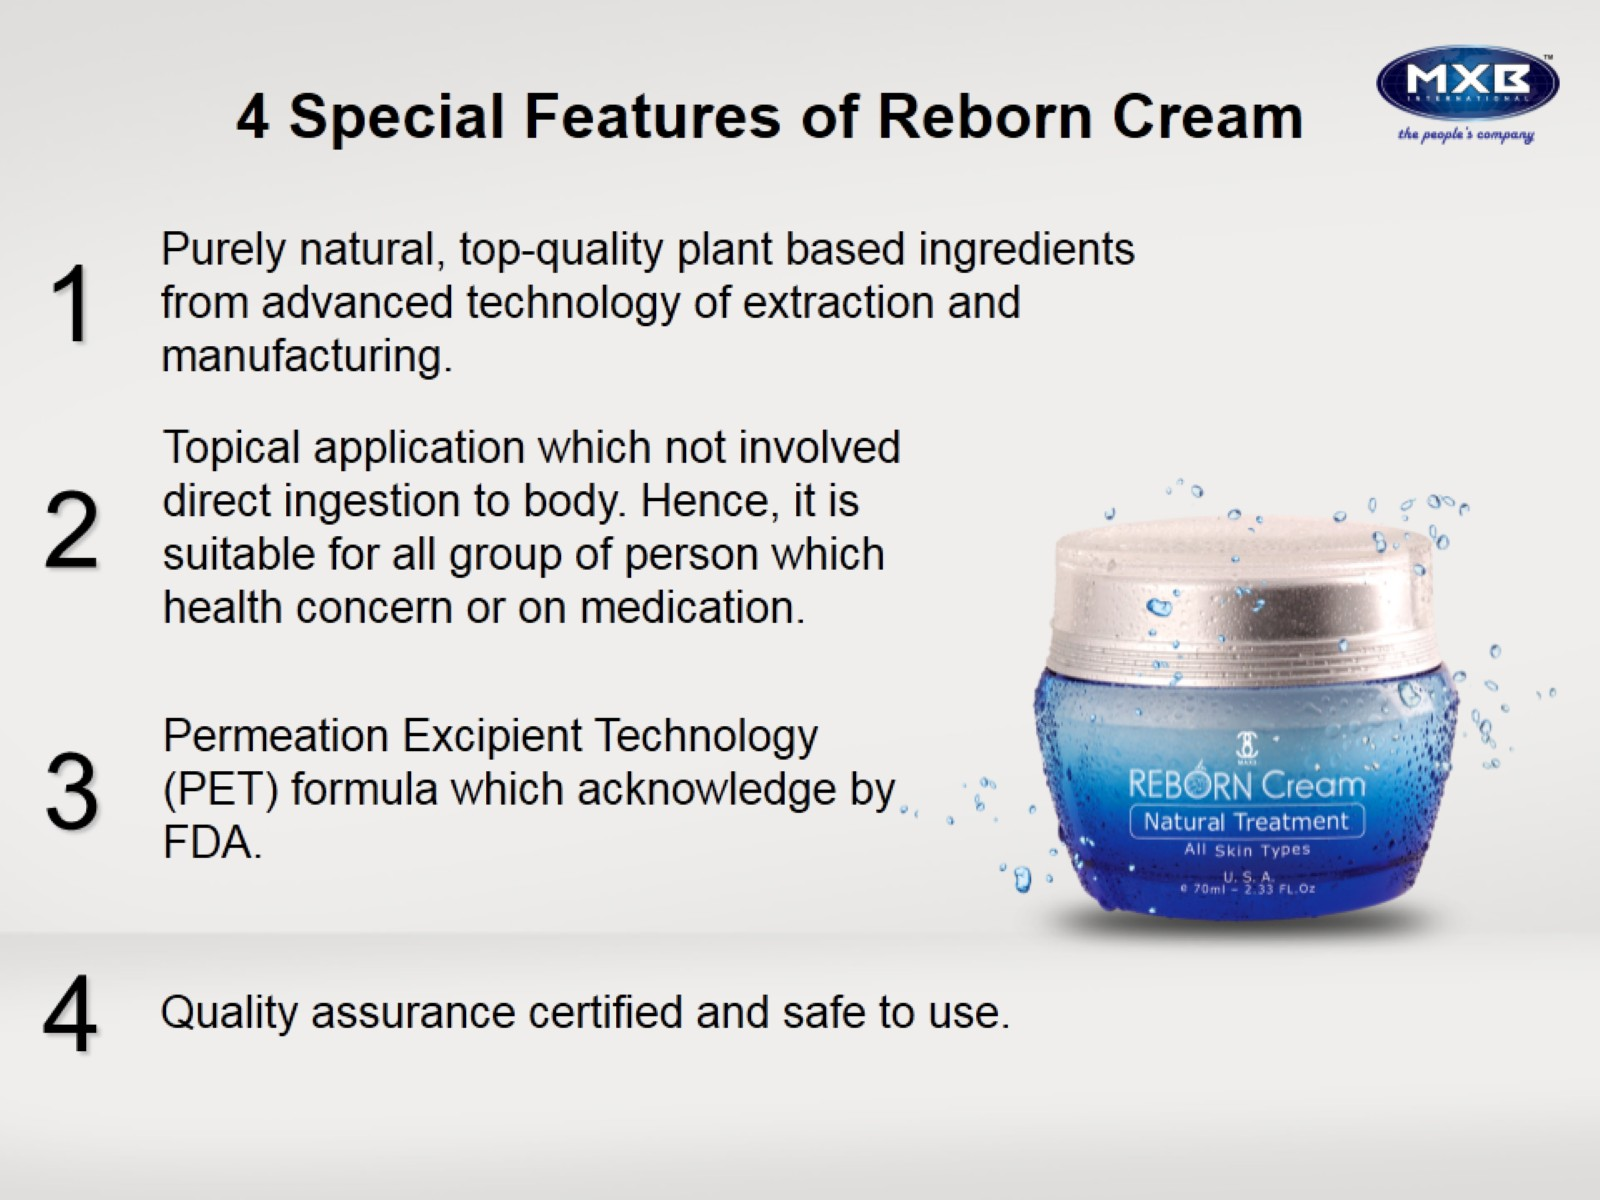 MXB
TM
INTERNATIONAL
the people's company
4 Special Features of Reborn Cream
1
Purely natural, top-quality plant based ingredients
from advanced technology of extraction and
manufacturing.
2
Topical application which not involved
direct ingestion to body. Hence, it is
suitable for all group of person which
health concern or on medication.
3
Permeation Excipient Technology
(PET) formula which acknowledge by
FDA.
4
Quality assurance certified and safe to use.
REBORN Cream
Natural Treatment
All Skin Types
U. S. A.
e 70ml – 2.33 FL.Oz